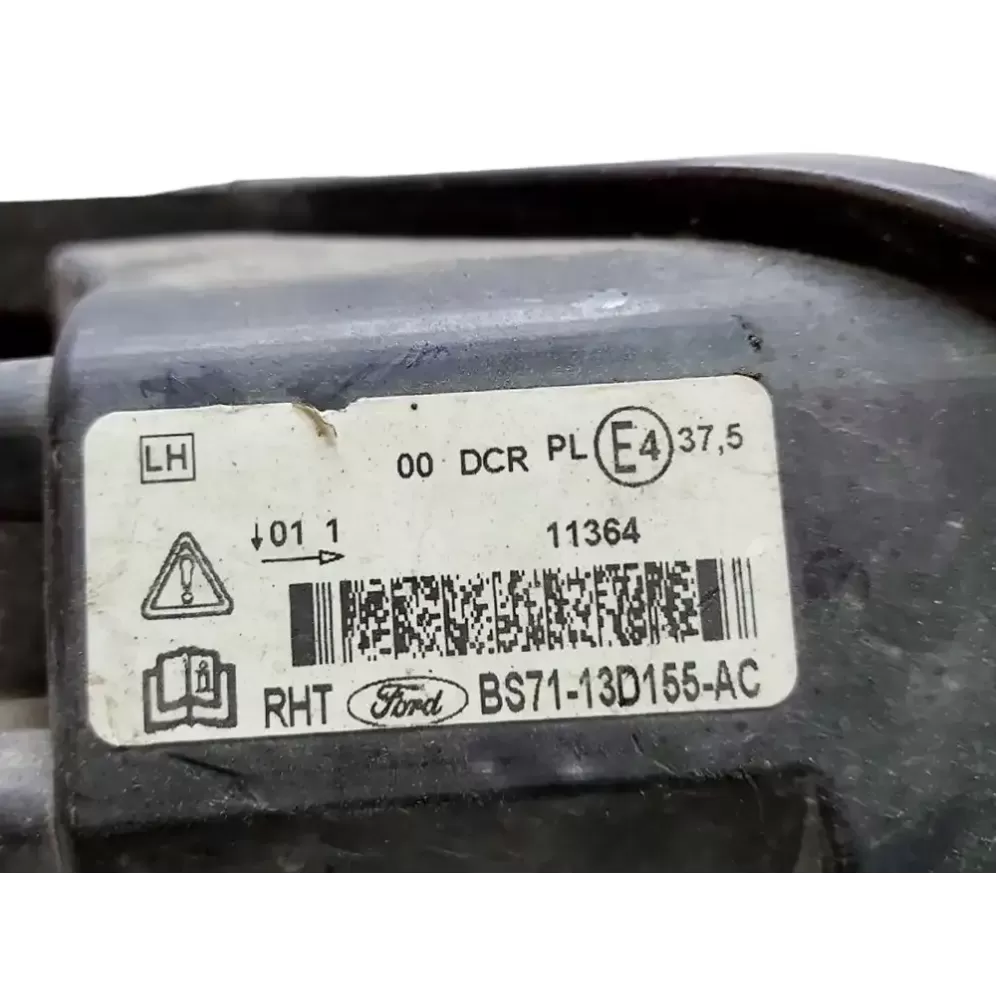 LH
00 DCR PL E4 37,5
↓01 1
→
11364
RHT Ford BS71-13D155-AC